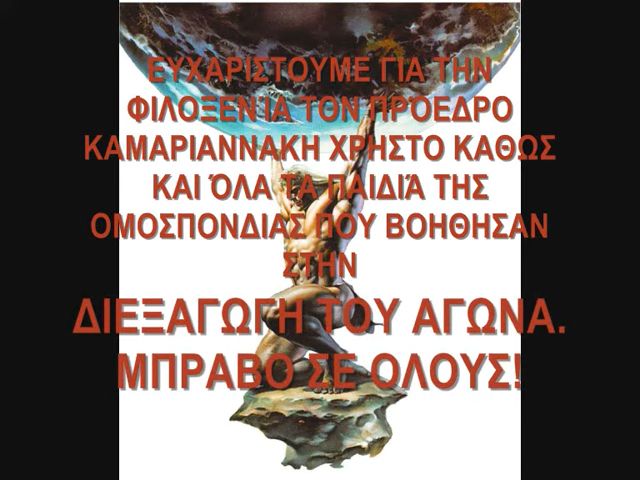 ΕΥΧΑΡΙΣΤΟΥΜΕ ΓΙΑ ΤΗΝ
ΦΙΛΟΞΕΝΊΑ ΤΟΝ ΠΡΌΕΔΡΟ
ΚΑΜΑΡΙΑΝΝΑΚΗ ΧΡΗΣΤΟ ΚΑΘΩΣ
ΚΑΙ ΌΛΑ ΤΑ ΠΑΙΔΙΆ ΤΗΣ
ΟΜΟΣΠΟΝΔΙΑΣ ΠΟΥ ΒΟΗΘΗΣΑΝ
ΣΤΗΝ
ΔΙΕΞΑΓΩΓΗ ΤΟΥ ΑΓΩΝΑ.
ΜΠΡΑΒΟ ΣΕ ΟΛΟΥΣ!